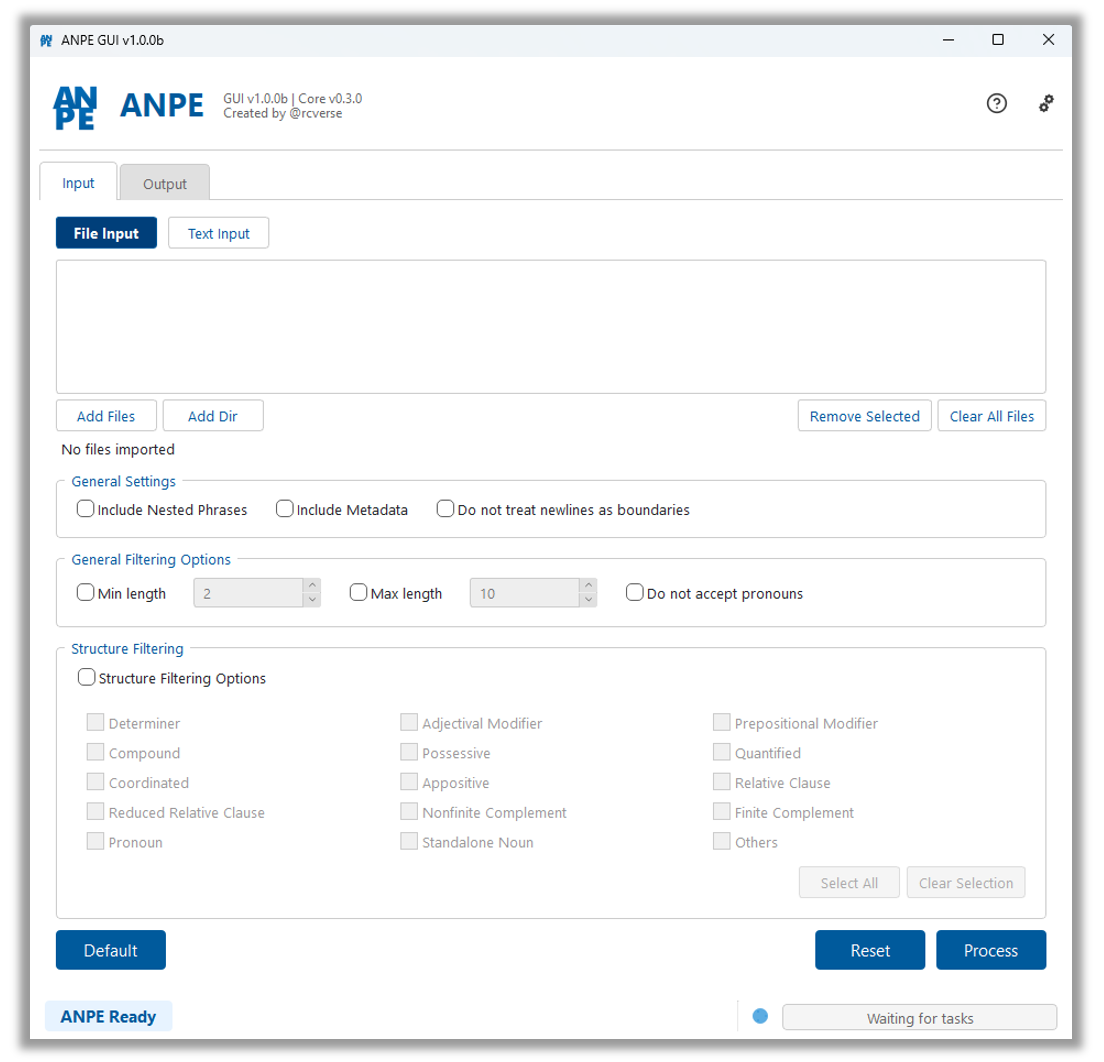 ANPE GUI v1.0.0b
AN
PE
ANPE
GUI v1.0.0b | Core v0.3.0
Created by @rcverse
Input Output
File Input Text Input
Add Files Add Dir Remove Selected Clear All Files
No files imported
General Settings
Include Nested Phrases Include Metadata Do not treat newlines as boundaries
General Filtering Options
Min length 2 Max length 10 Do not accept pronouns
Structure Filtering
Structure Filtering Options
Determiner Adjectival Modifier Prepositional Modifier
Compound Possessive Quantified
Coordinated Appositive Relative Clause
Reduced Relative Clause Nonfinite Complement Finite Complement
Pronoun Standalone Noun Others
Select All Clear Selection
Default Reset Process
ANPE Ready Waiting for tasks